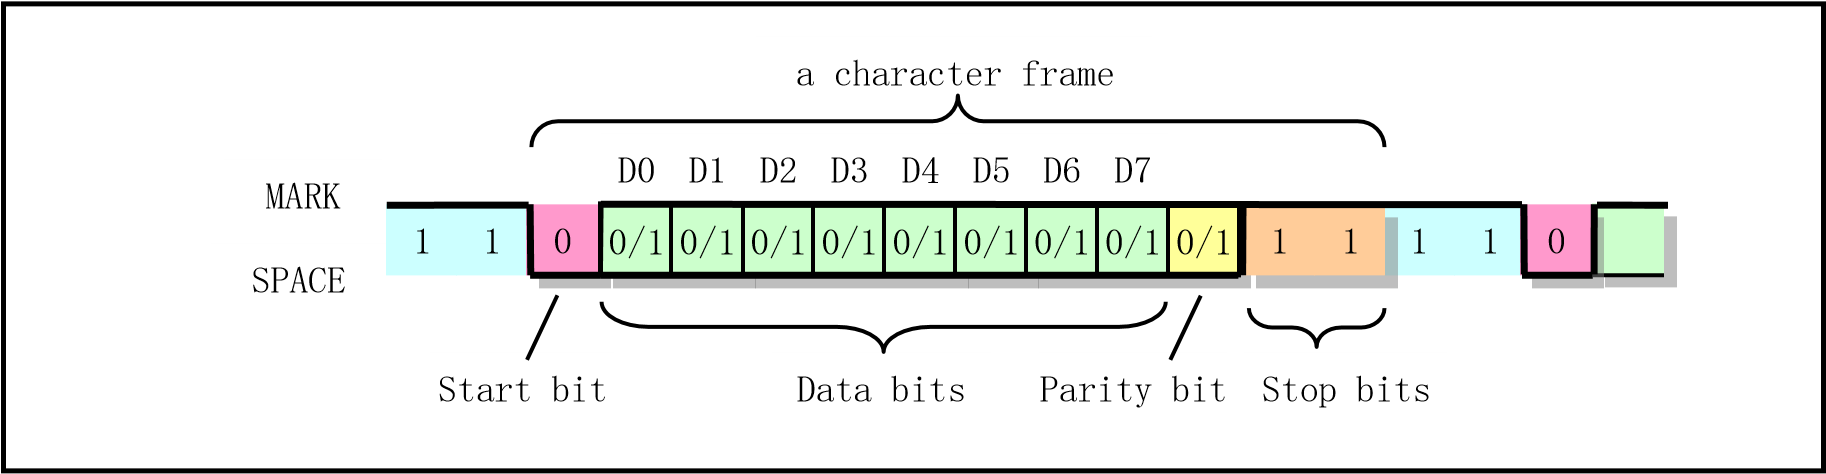 a character frame
D0 D1 D2 D3 D4 D5 D6 D7
MARK
1 1 0 0/1 0/1 0/1 0/1 0/1 0/1 0/1 0/1 0/1 1 1 1 1 0
SPACE
Start bit Data bits Parity bit Stop bits